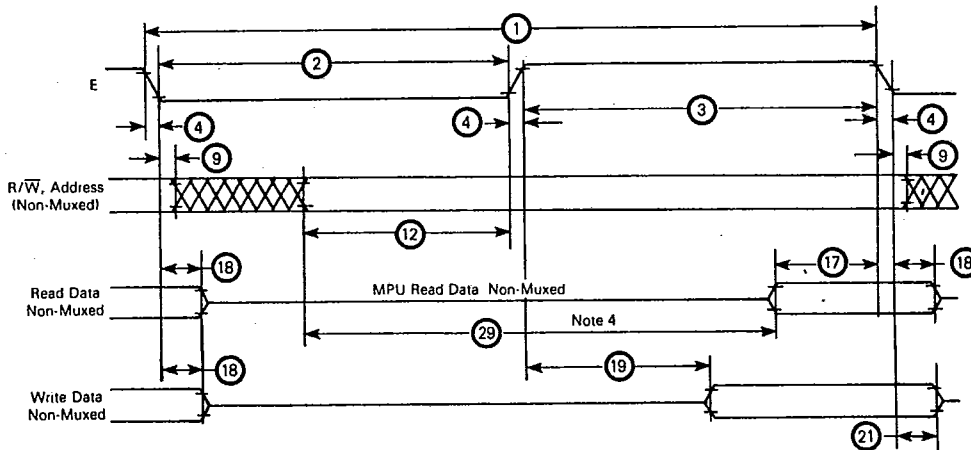 1
2
E
4
4
3
4
9
9
R/W̅, Address
(Non-Muxed)
12
18
17
18
Read Data
Non-Muxed
MPU Read Data Non-Muxed
Note 4
29
18
19
Write Data
Non-Muxed
21